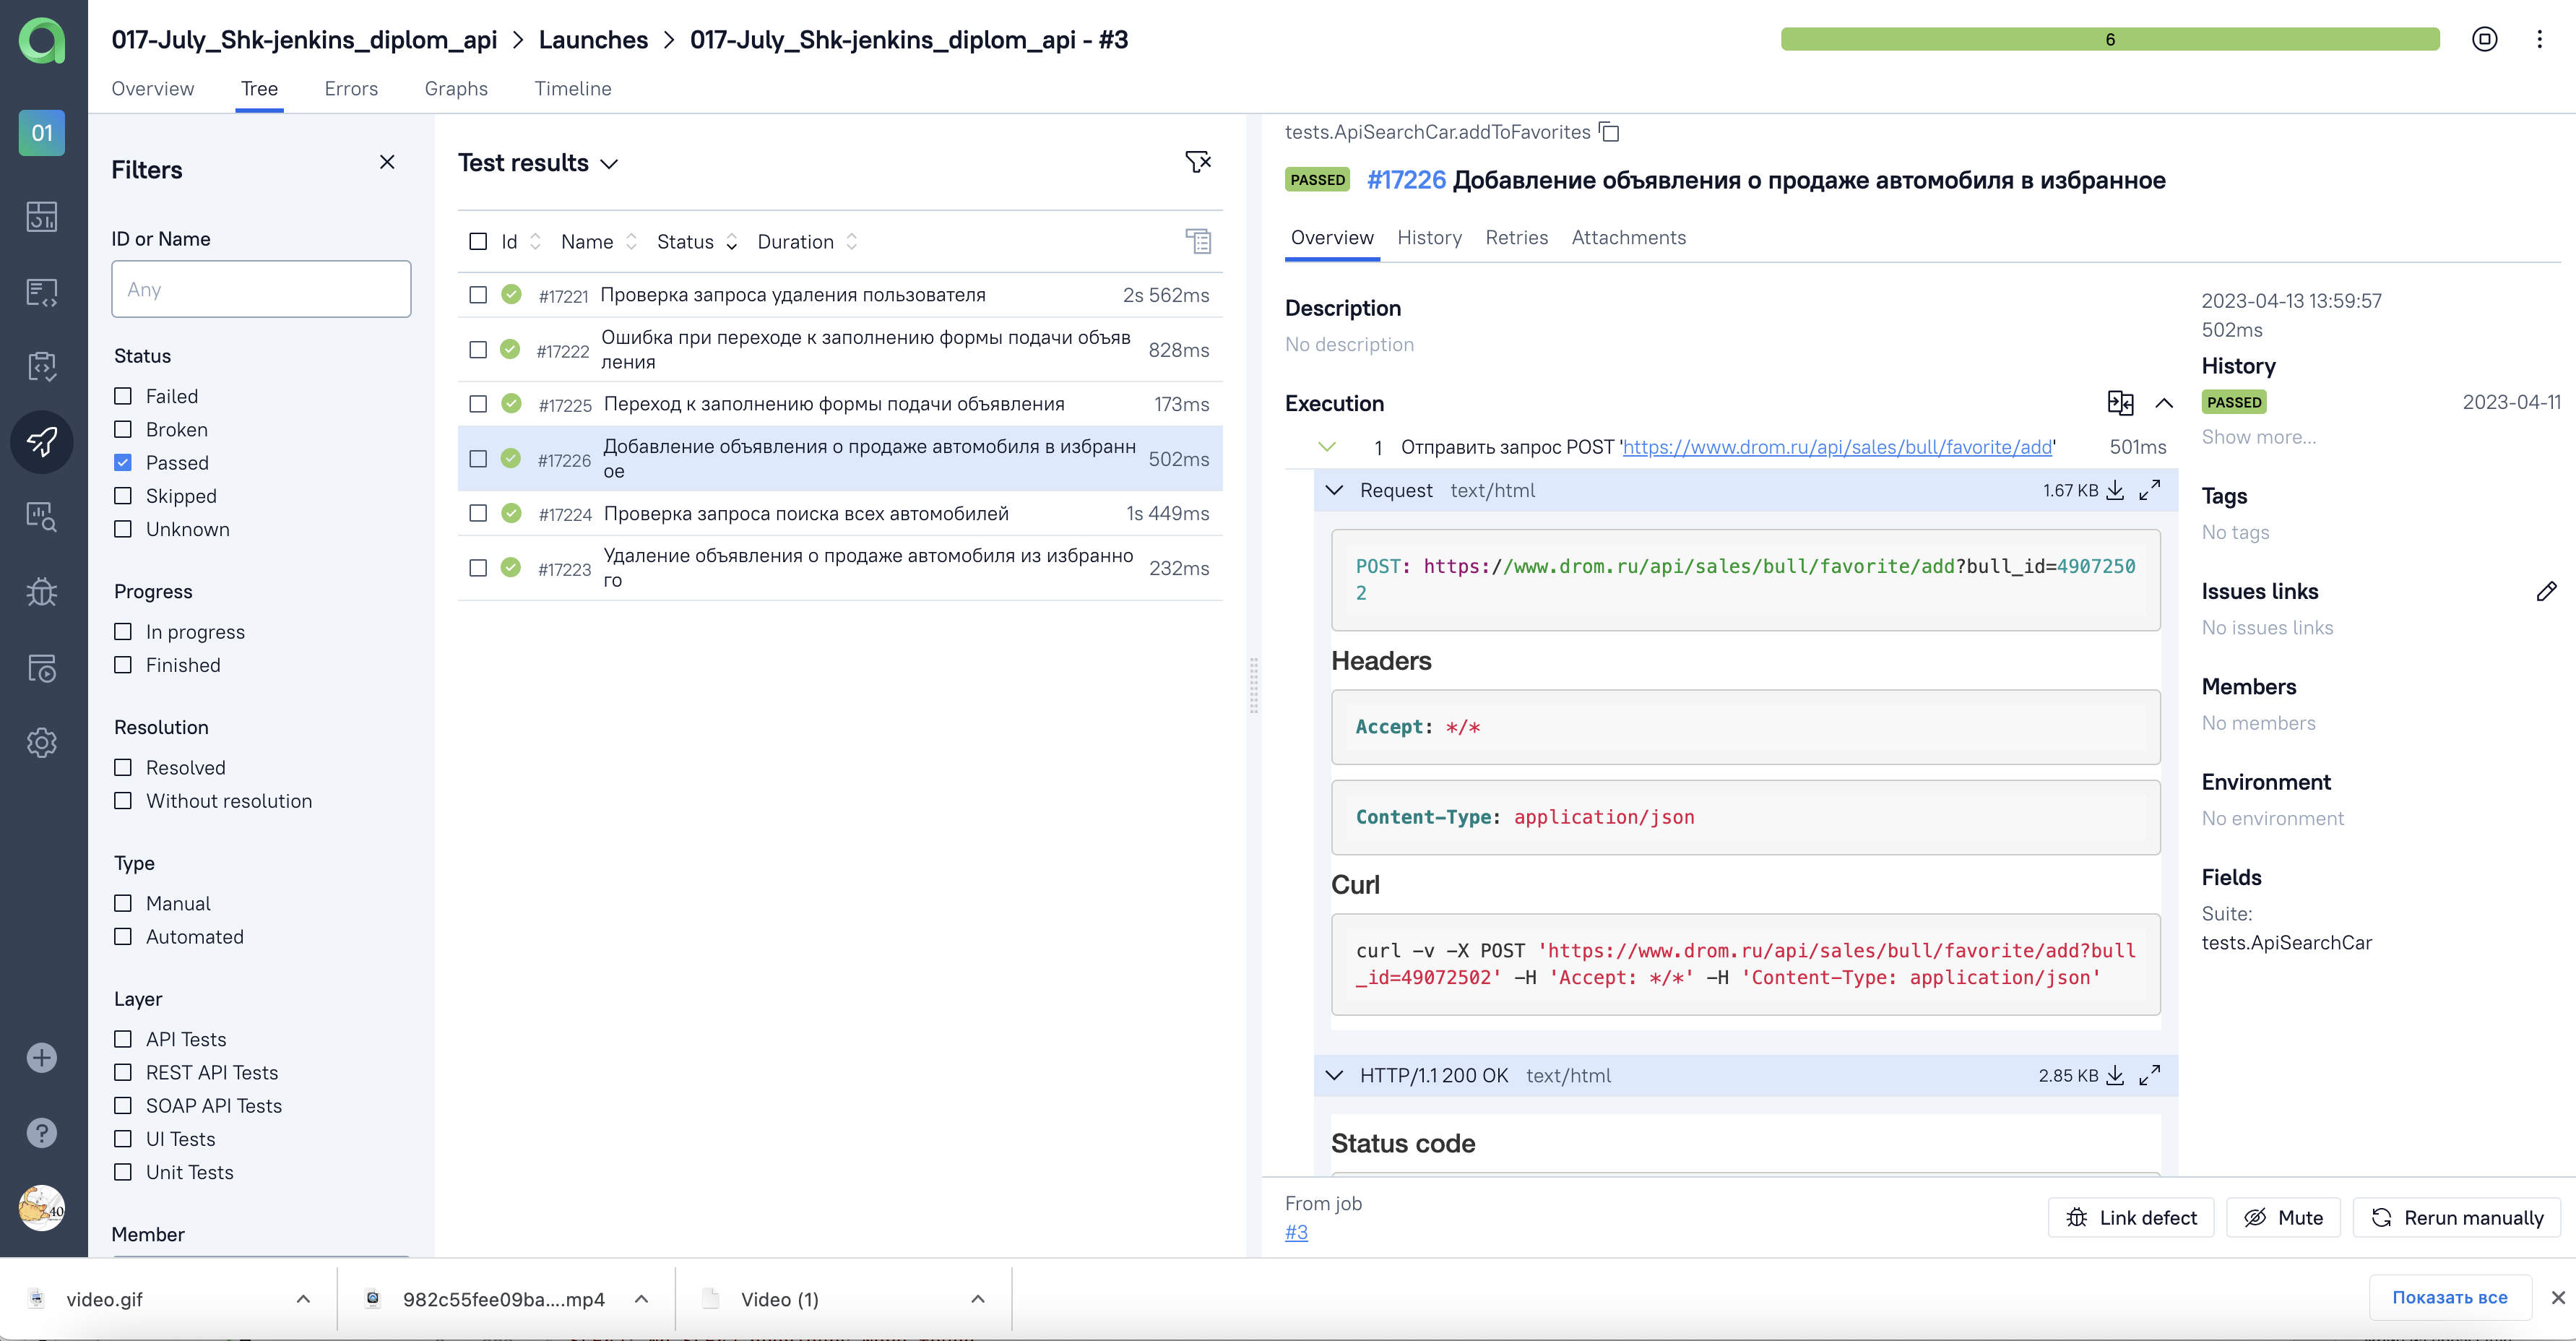 017-July_Shk-jenkins_diplom_api > Launches > 017-July_Shk-jenkins_diplom_api - #3
6
Overview Tree Errors Graphs Timeline
01
Filters
ID or Name
Any
Status
Failed
Broken
Passed
Skipped
Unknown
Progress
In progress
Finished
Resolution
Resolved
Without resolution
Type
Manual
Automated
Layer
API Tests
REST API Tests
SOAP API Tests
UI Tests
Unit Tests
Member
Test results
Id Name Status Duration
#17221 Проверка запроса удаления пользователя 2s 562ms
#17222 Ошибка при переходе к заполнению формы подачи объяв
ления 828ms
#17225 Переход к заполнению формы подачи объявления 173ms
#17226 Добавление объявления о продаже автомобиля в избранн
ое 502ms
#17224 Проверка запроса поиска всех автомобилей 1s 449ms
#17223 Удаление объявления о продаже автомобиля из избранно
го 232ms
tests.ApiSearchCar.addToFavorites
PASSED #17226 Добавление объявления о продаже автомобиля в избранное
Overview History Retries Attachments
Description
No description
Execution
1 Отправить запрос POST 'https://www.drom.ru/api/sales/bull/favorite/add' 501ms
Request text/html 1.67 KB
POST: https://www.drom.ru/api/sales/bull/favorite/add?bull_id=4907250
2
Headers
Accept: */*
Content-Type: application/json
Curl
curl -v -X POST 'https://www.drom.ru/api/sales/bull/favorite/add?bull
_id=49072502' -H 'Accept: */*' -H 'Content-Type: application/json'
HTTP/1.1 200 OK text/html 2.85 KB
Status code
2023-04-13 13:59:57
502ms
History
PASSED 2023-04-11
Show more...
Tags
No tags
Issues links
No issues links
Members
No members
Environment
No environment
Fields
Suite:
tests.ApiSearchCar
From job
#3
Link defect Mute Rerun manually
40
video.gif 982c55fee09ba....mp4 Video (1) Показать все